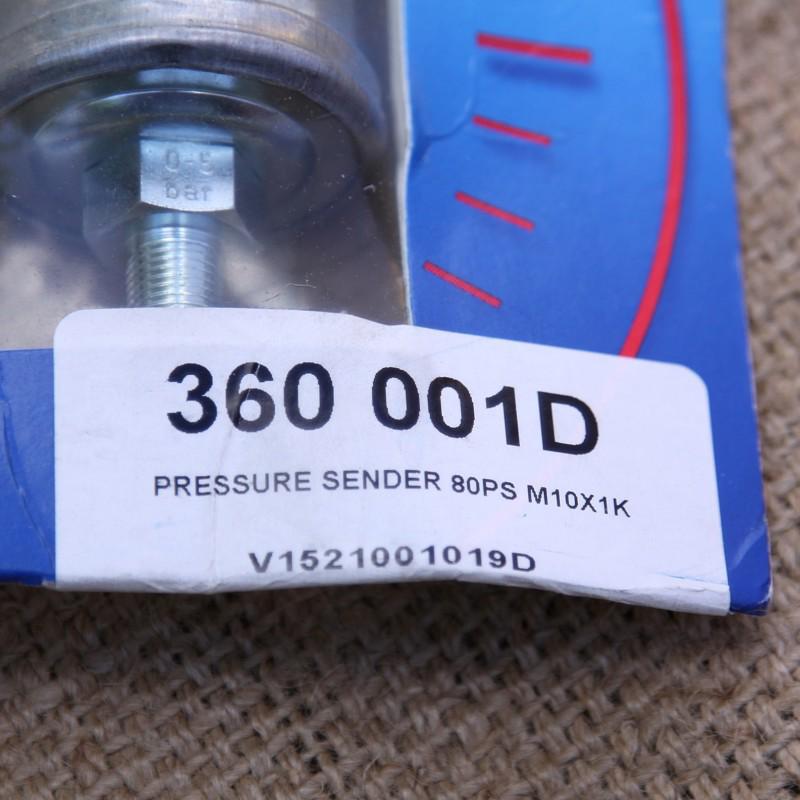 0-5
bar
360 001D
PRESSURE SENDER 80PS M10X1K
V1521001019D